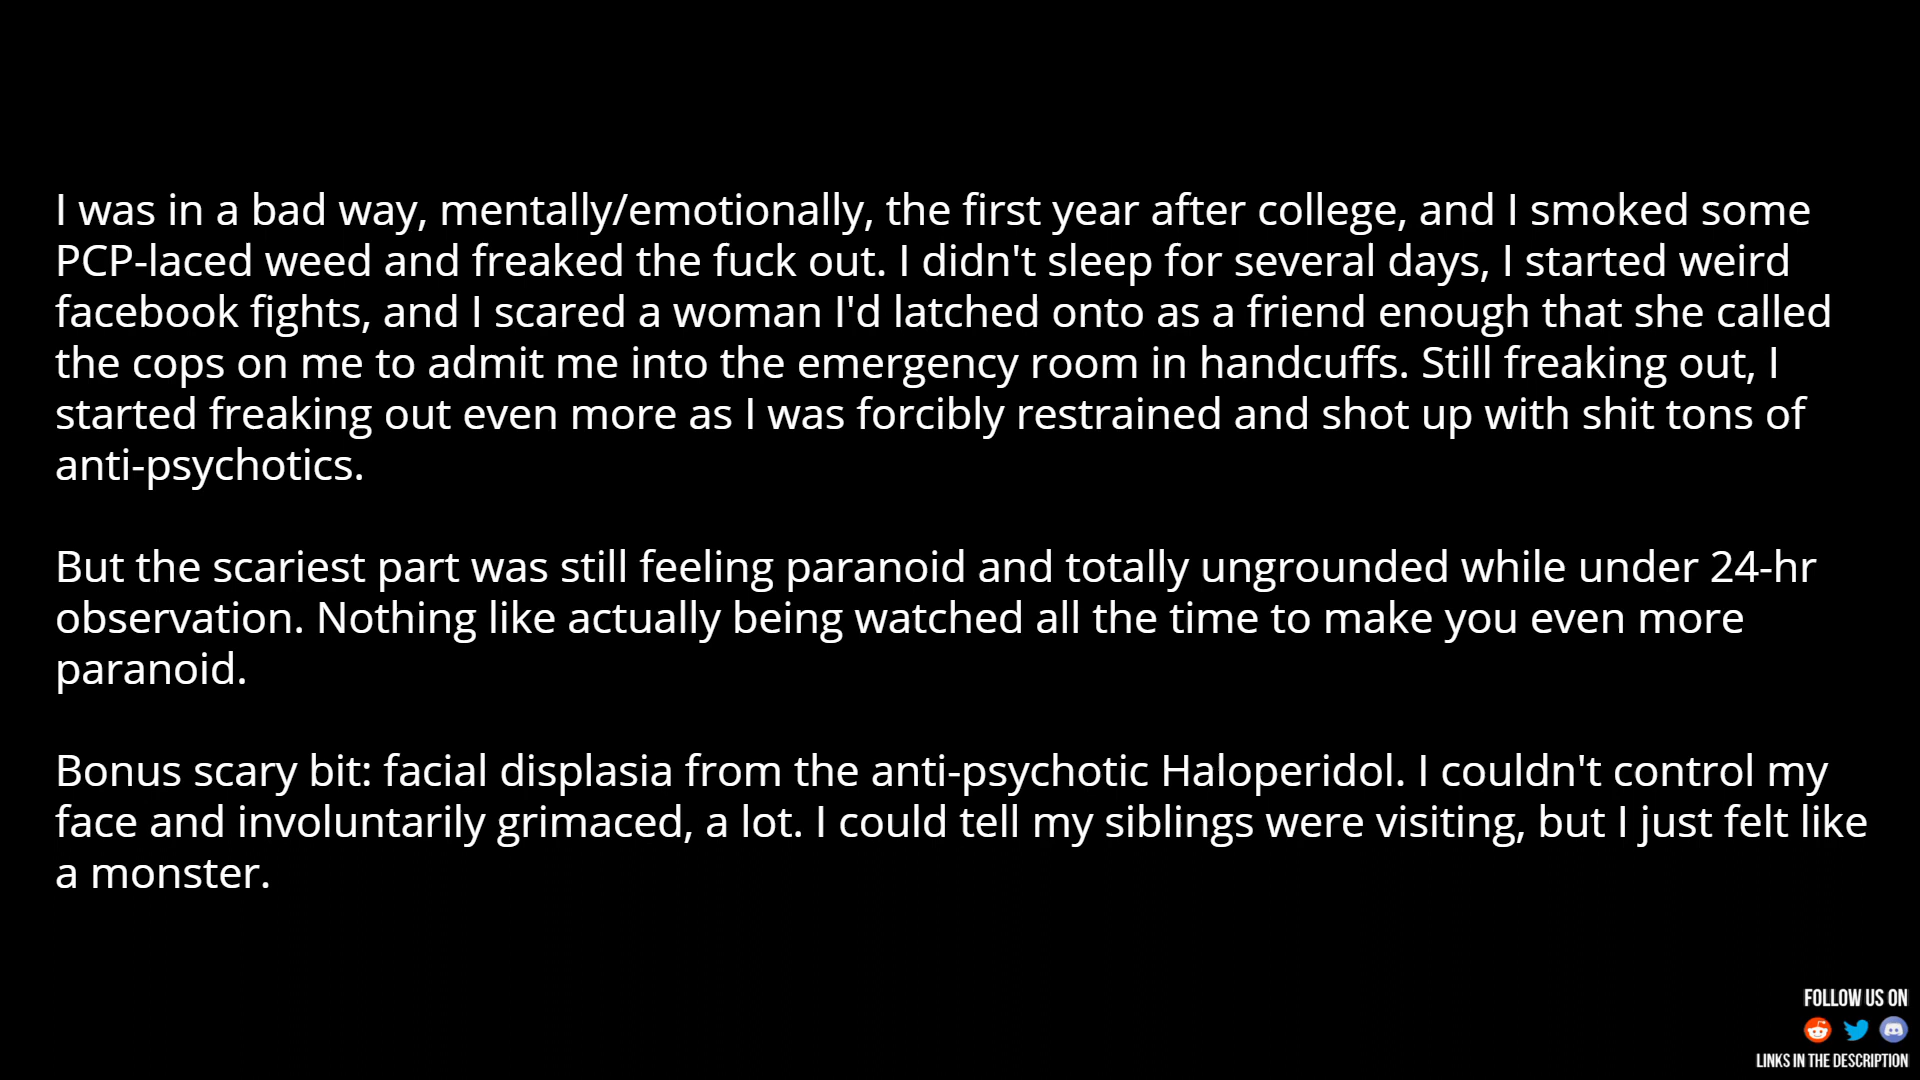 I was in a bad way, mentally/emotionally, the first year after college, and I smoked some
PCP-laced weed and freaked the fuck out. I didn't sleep for several days, I started weird
facebook fights, and I scared a woman I'd latched onto as a friend enough that she called
the cops on me to admit me into the emergency room in handcuffs. Still freaking out, I
started freaking out even more as I was forcibly restrained and shot up with shit tons of
anti-psychotics.
But the scariest part was still feeling paranoid and totally ungrounded while under 24-hr
observation. Nothing like actually being watched all the time to make you even more
paranoid.
Bonus scary bit: facial displasia from the anti-psychotic Haloperidol. I couldn't control my
face and involuntarily grimaced, a lot. I could tell my siblings were visiting, but I just felt like
a monster.
FOLLOW US ON
LINKS IN THE DESCRIPTION